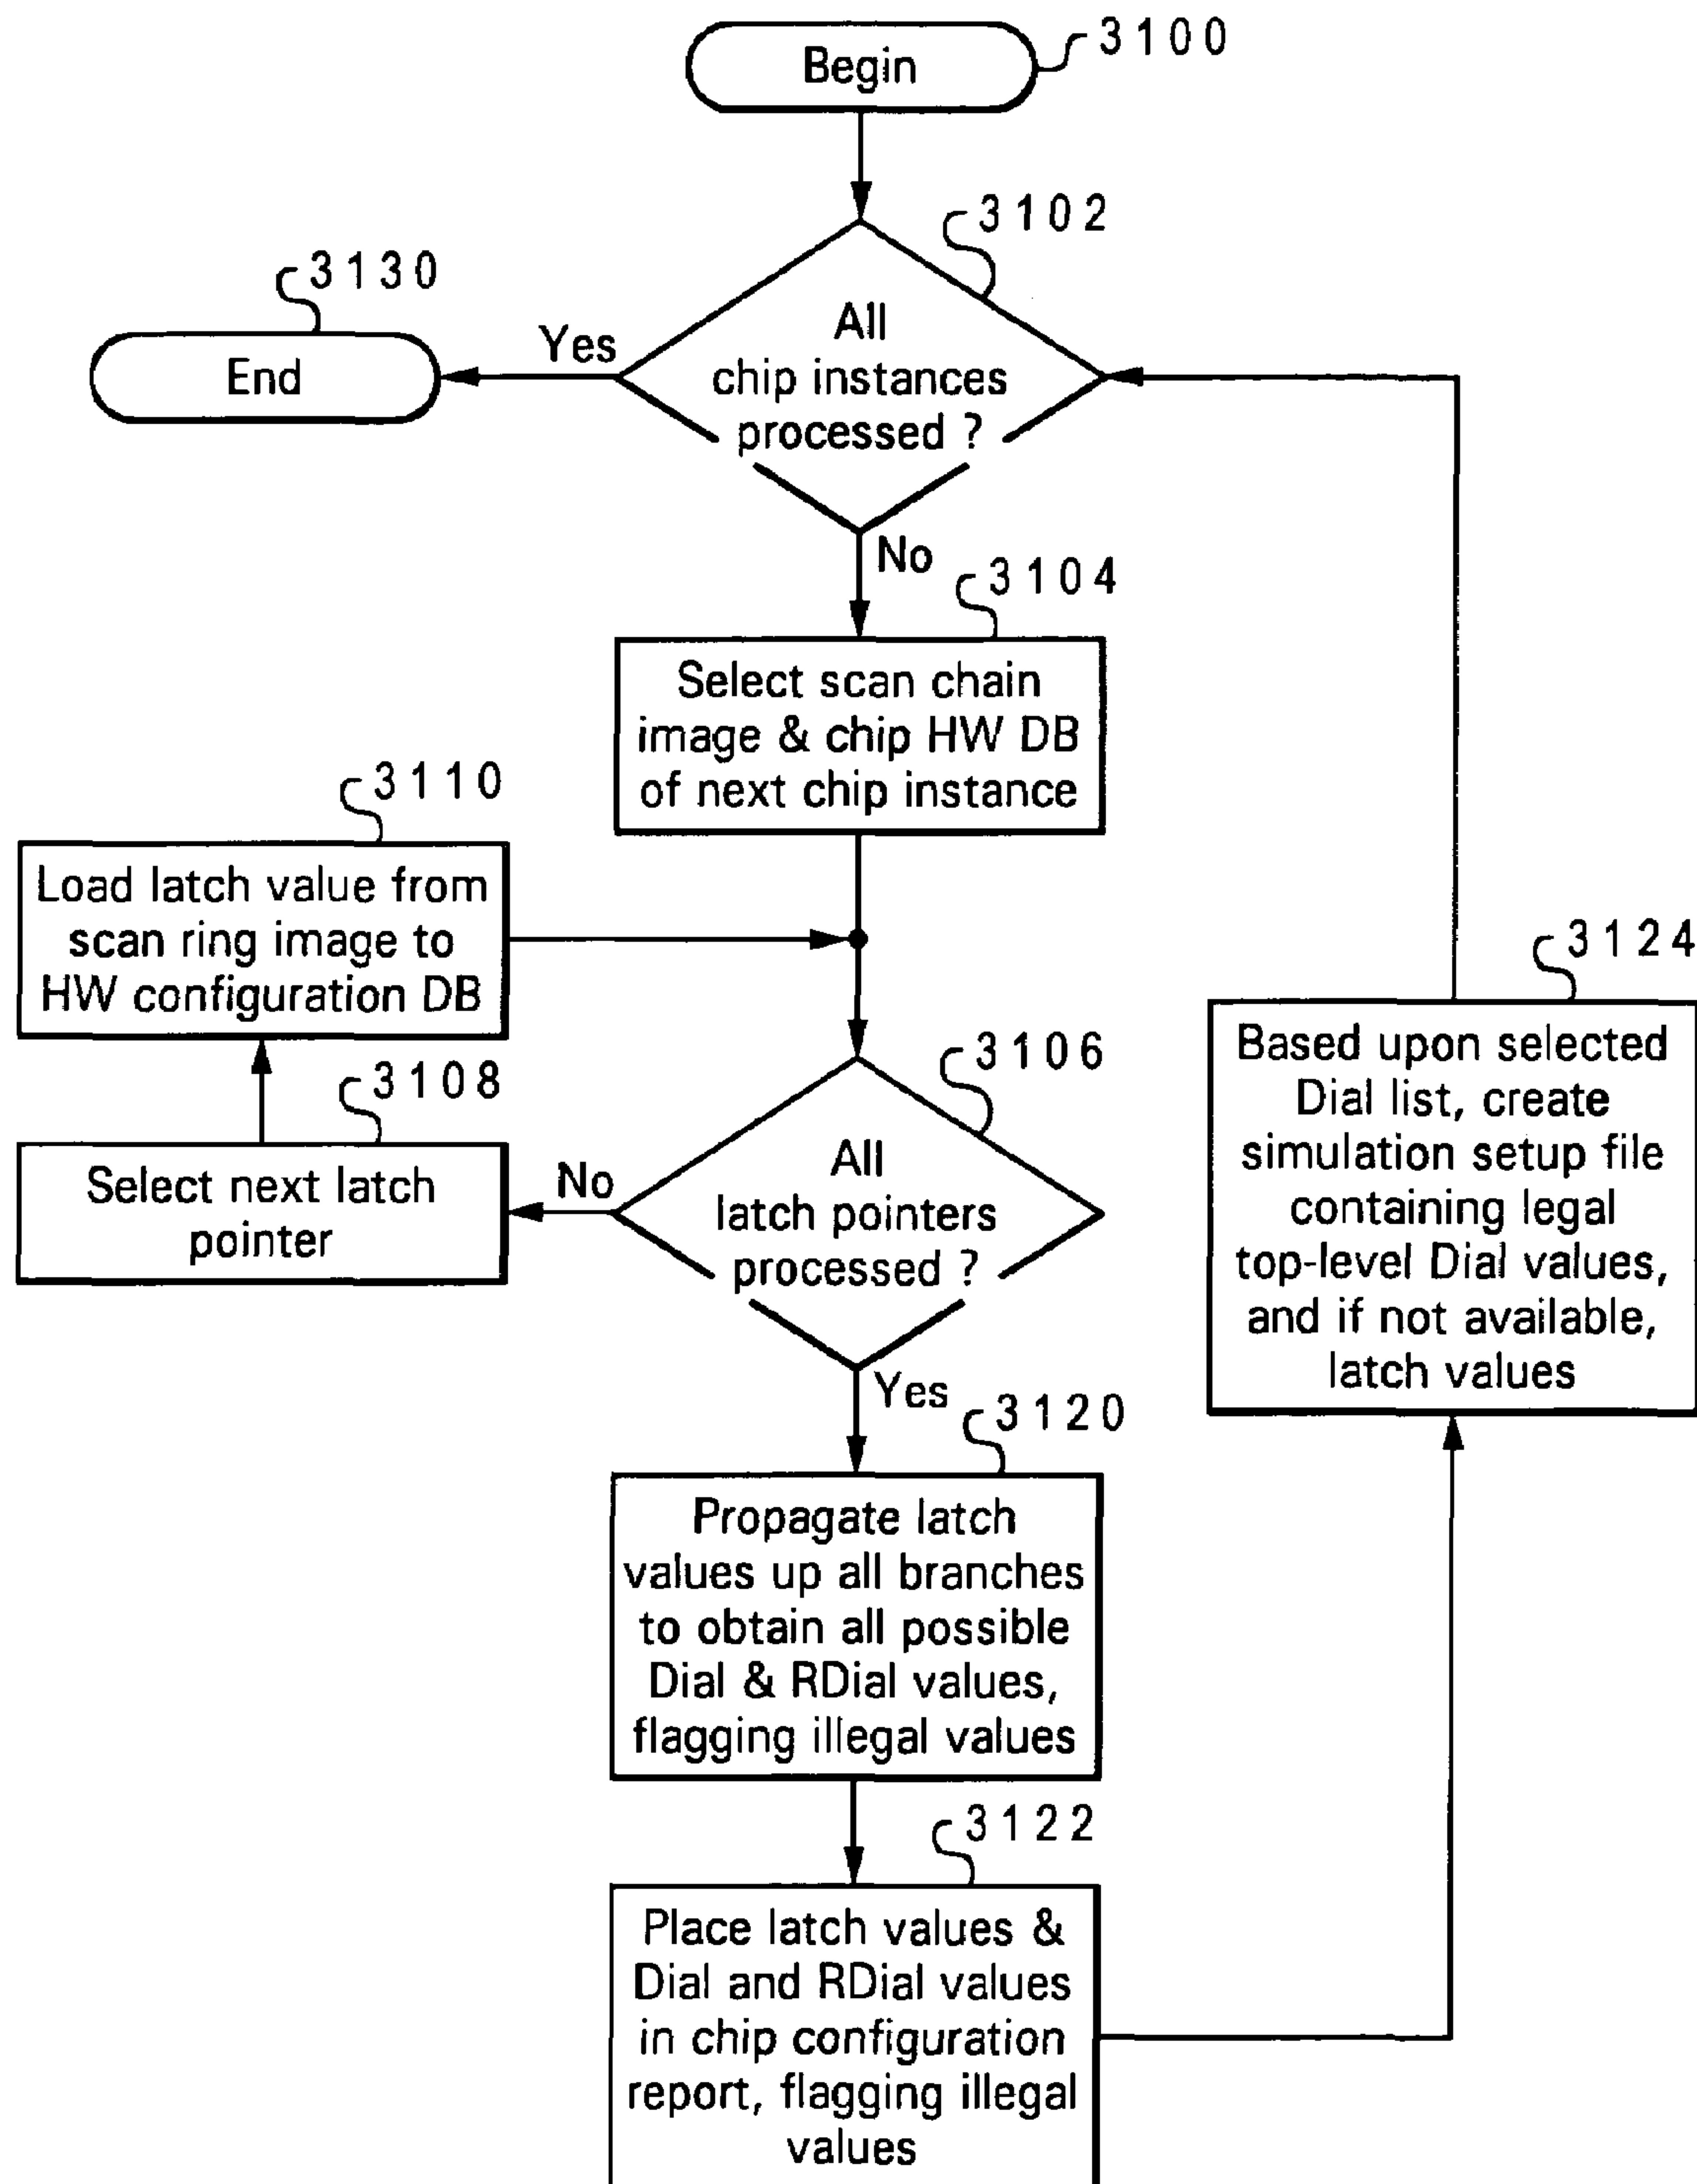 Begin
3100
3102
All
chip instances
processed ?
Yes
3130
End
No
3104
Select scan chain
image & chip HW DB
of next chip instance
3110
Load latch value from
scan ring image to
HW configuration DB
3106
All
latch pointers
processed ?
No
3108
Select next latch
pointer
Yes
3120
Propagate latch
values up all branches
to obtain all possible
Dial & RDial values,
flagging illegal values
3122
Place latch values &
Dial and RDial values
in chip configuration
report, flagging illegal
values
3124
Based upon selected
Dial list, create
simulation setup file
containing legal
top-level Dial values,
and if not available,
latch values